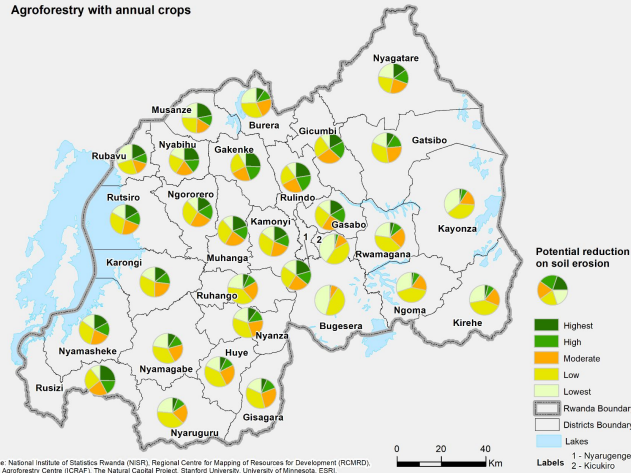 Agroforestry with annual crops
Nyagatare
Musanze
Burera
Gicumbi
Gatsibo
Nyabihu
Gakenke
Rubavu
Rulindo
Rutsiro
Ngororero
Kamonyi
Gasabo
Kayonza
1
2
Rwamagana
Muhanga
Karongi
Ruhango
Ngoma
Kirehe
Bugesera
Nyanza
Nyamasheke
Huye
Nyamagabe
Rusizi
Gisagara
Nyaruguru
Potential reduction
on soil erosion
Highest
High
Moderate
Low
Lowest
Rwanda Boundar
Districts Boundary
Lakes
Labels 1 - Nyarugenge
2 - Kicukiro
0 20 40
Km
e: National Institute of Statistics Rwanda (NISR), Regional Centre for Mapping of Resources for Development (RCMRD),
Agroforestry Centre (ICRAF), The Natural Capital Project, Stanford University, University of Minnesota, ESRI.